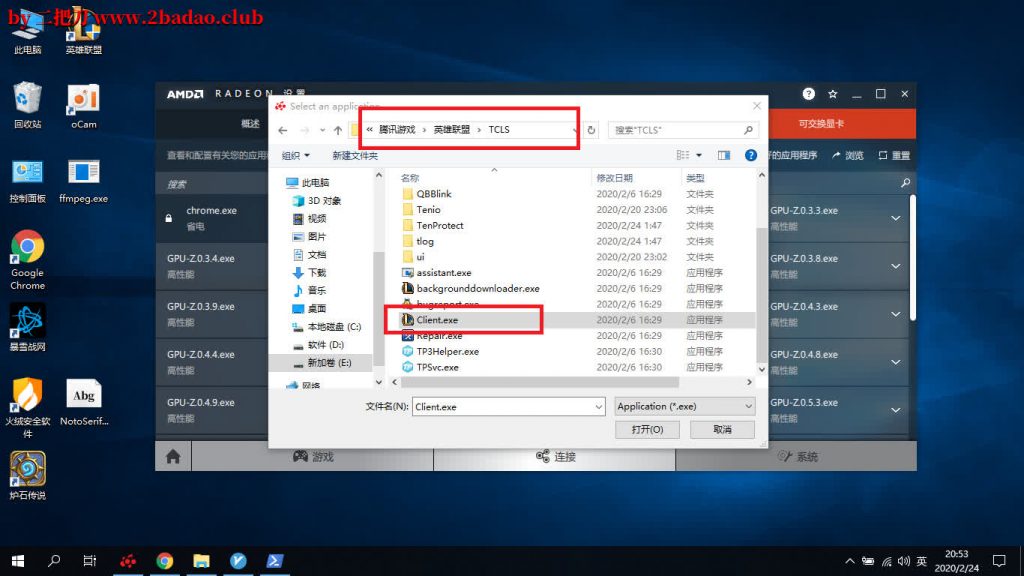 by 二把刀www.2badao.club
此电脑
英雄联盟
回收站
oCam
控制面板
ffmpeg.exe
Google
Chrome
暴雪战网
火绒安全软
件
NotoSerif...
炉石传说
AMD RADEON 设置
概述
可交换显卡
查看和配置有关您的应用
的应用程序
浏览
重置
搜索
chrome.exe
省电
GPU-Z.0.3.4.exe
高性能
GPU-Z.0.3.9.exe
高性能
GPU-Z.0.4.4.exe
高性能
GPU-Z.0.4.9.exe
高性能
GPU-Z.0.3.3.exe
高性能
GPU-Z.0.3.8.exe
高性能
GPU-Z.0.4.3.exe
高性能
GPU-Z.0.4.8.exe
高性能
GPU-Z.0.5.3.exe
高性能
Select an application
« 腾讯游戏 › 英雄联盟 › TCLS
搜索"TCLS"
组织
新建文件夹
此电脑
3D 对象
视频
图片
文档
下载
音乐
桌面
本地磁盘 (C:)
软件 (D:)
新加卷 (E:)
网络
名称 修改日期 类型
QBBlink 2020/2/6 16:29 文件夹
Tenio 2020/2/20 23:06 文件夹
TenProtect 2020/2/24 1:47 文件夹
tlog 2020/2/24 1:47 文件夹
ui 2020/2/20 23:02 文件夹
assistant.exe 2020/2/6 16:29 应用程序
backgrounddownloader.exe 2020/2/6 16:29 应用程序
bugreport.exe 2020/2/6 16:29 应用程序
Client.exe 2020/2/6 16:29 应用程序
Repair.exe 2020/2/6 16:29 应用程序
TP3Helper.exe 2020/2/6 16:30 应用程序
TPSvc.exe 2020/2/6 16:30 应用程序
文件名(N): Client.exe Application (*.exe)
打开(O) 取消
游戏
连接
系统
英
20:53
2020/2/24